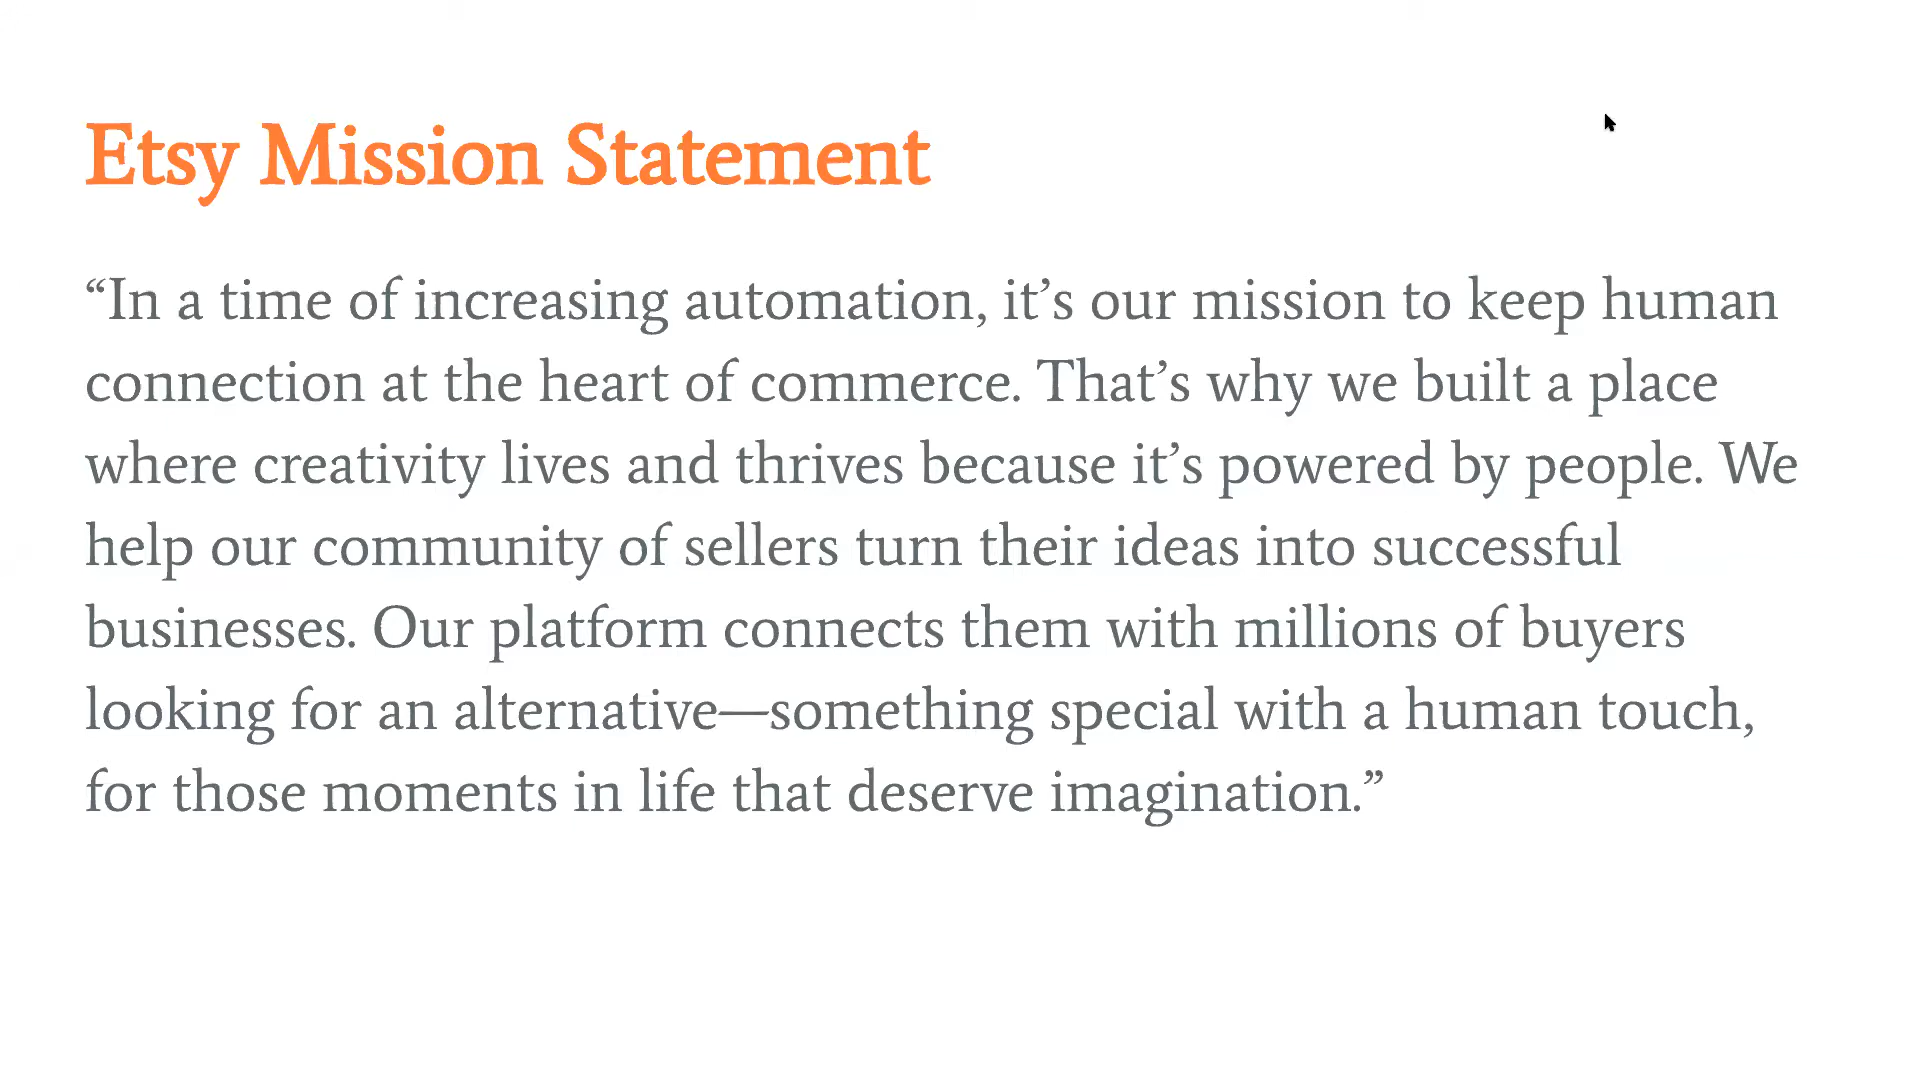 Etsy Mission Statement
“In a time of increasing automation, it’s our mission to keep human
connection at the heart of commerce. That’s why we built a place
where creativity lives and thrives because it’s powered by people. We
help our community of sellers turn their ideas into successful
businesses. Our platform connects them with millions of buyers
looking for an alternative—something special with a human touch,
for those moments in life that deserve imagination.”